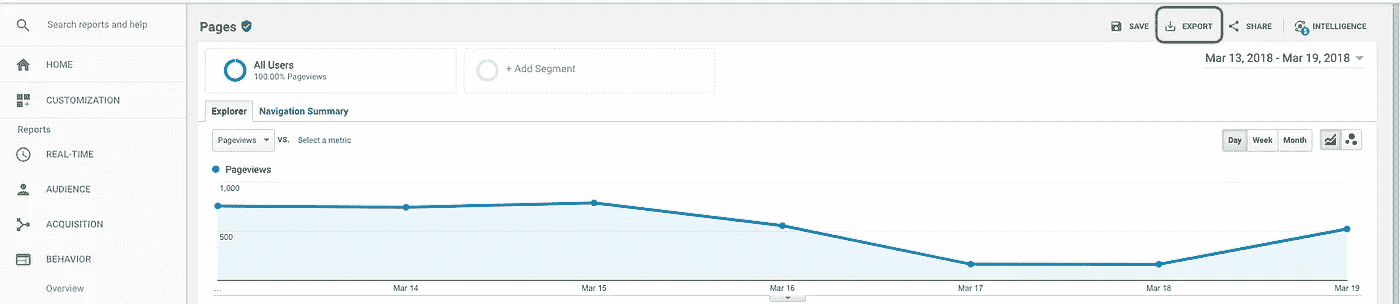 Search reports and help
HOME
CUSTOMIZATION
Reports
REAL-TIME
AUDIENCE
ACQUISITION
BEHAVIOR
Overview
Pages
SAVE EXPORT SHARE INTELLIGENCE
All Users
100.00% Pageviews
+ Add Segment
Mar 13, 2018 - Mar 19, 2018
Explorer Navigation Summary
Pageviews VS. Select a metric
Day Week Month
Pageviews
1,000
500
... Mar 14 Mar 15 Mar 16 Mar 17 Mar 18 Mar 19